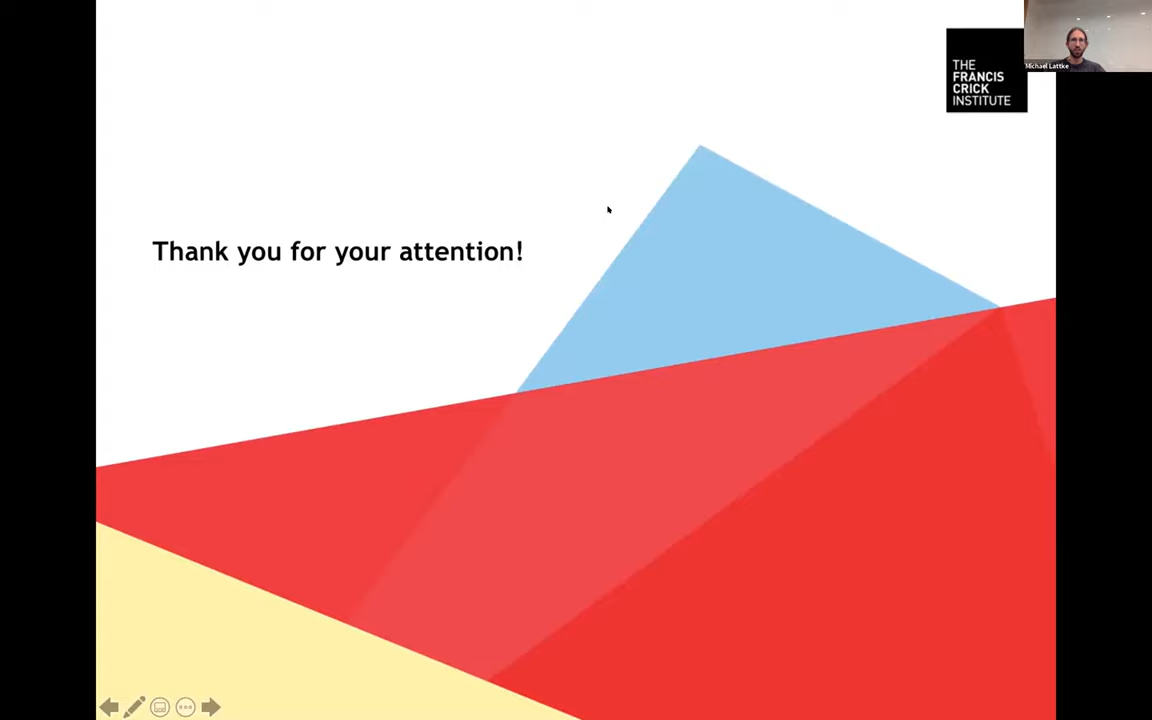 THE
FRANCIS
CRICK
INSTITUTE
Michael Lattke
Thank you for your attention!